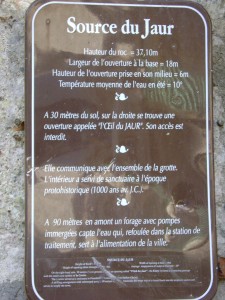 Source du Jaur
Hauteur du roc = 37,10m
Largeur de l'ouverture à la base = 18m
Hauteur de l'ouverture prise en son milieu = 6m
Température moyenne de l'eau en été = 10°
A 30 mètres du sol, sur la droite se trouve une
ouverture appelée "l'Œil du JAUR". Son accès est
interdit.
Elle communique avec l'ensemble de la grotte.
L'intérieur a servi de sanctuaire à l'époque
protohistorique (1000 ans av. J.C.).
A 90 mètres en amont un forage avec pompes
immergées capte l'eau qui, refoulée dans la station de
traitement, sert à l'alimentation de la ville.